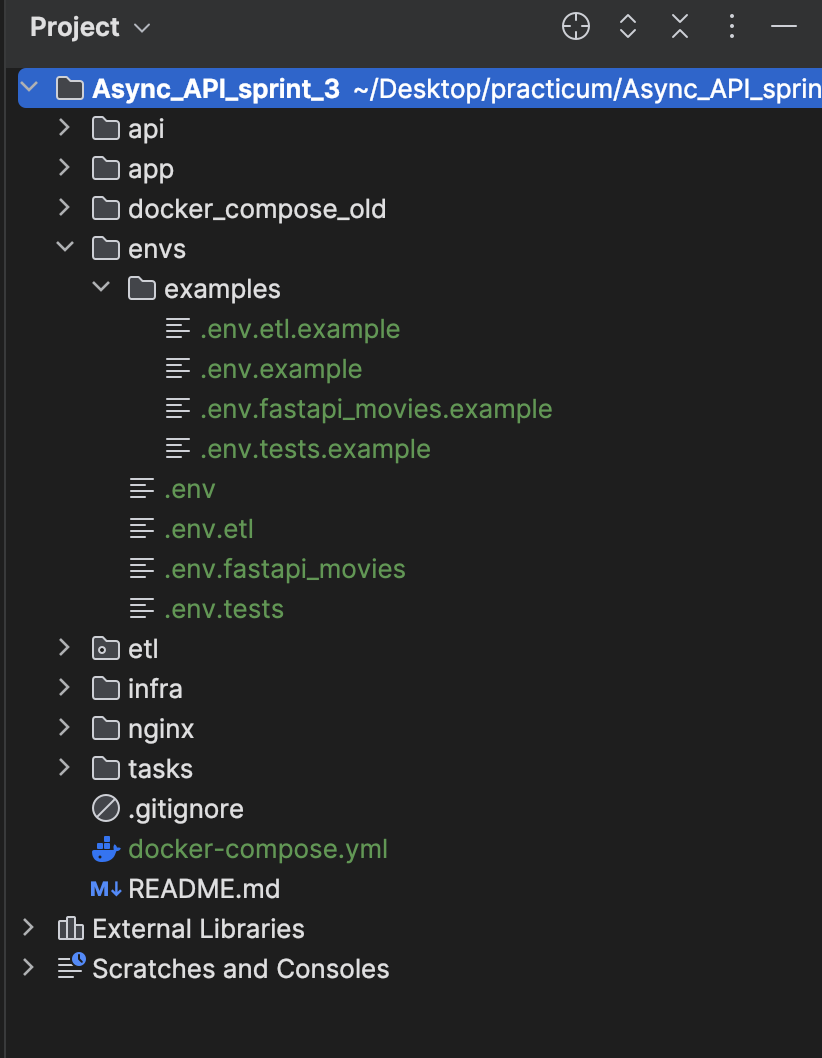 Project
Async_API_sprint_3 ~/Desktop/practicum/Async_API_sprin
api
app
docker_compose_old
envs
examples
.env.etl.example
.env.example
.env.fastapi_movies.example
.env.tests.example
.env
.env.etl
.env.fastapi_movies
.env.tests
etl
infra
nginx
tasks
.gitignore
docker-compose.yml
M↓ README.md
External Libraries
Scratches and Consoles